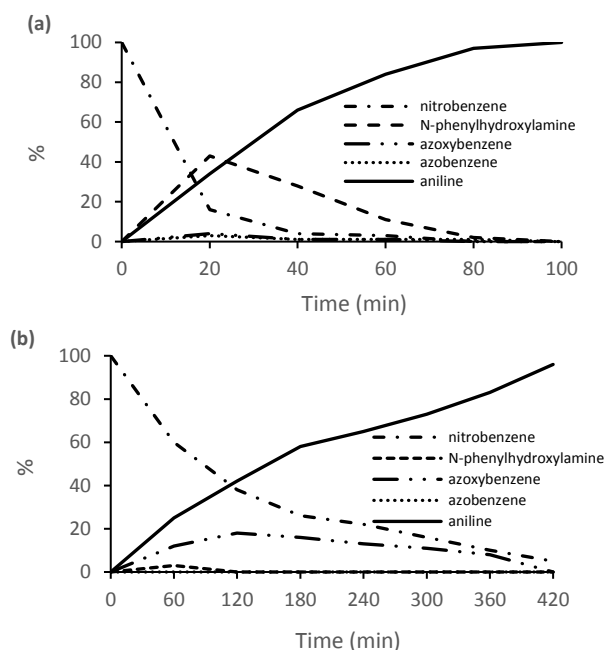 (a)
100
80
60
40
20
0
%
nitrobenzene
N-phenylhydroxylamine
azoxybenzene
azobenzene
aniline
0 20 40 60 80 100
Time (min)
(b)
100
80
60
40
20
0
%
nitrobenzene
N-phenylhydroxylamine
azoxybenzene
azobenzene
aniline
0 60 120 180 240 300 360 420
Time (min)